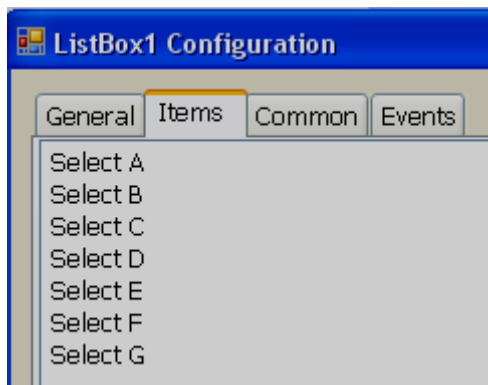 ListBox1 Configuration
General Items Common Events
Select A
Select B
Select C
Select D
Select E
Select F
Select G